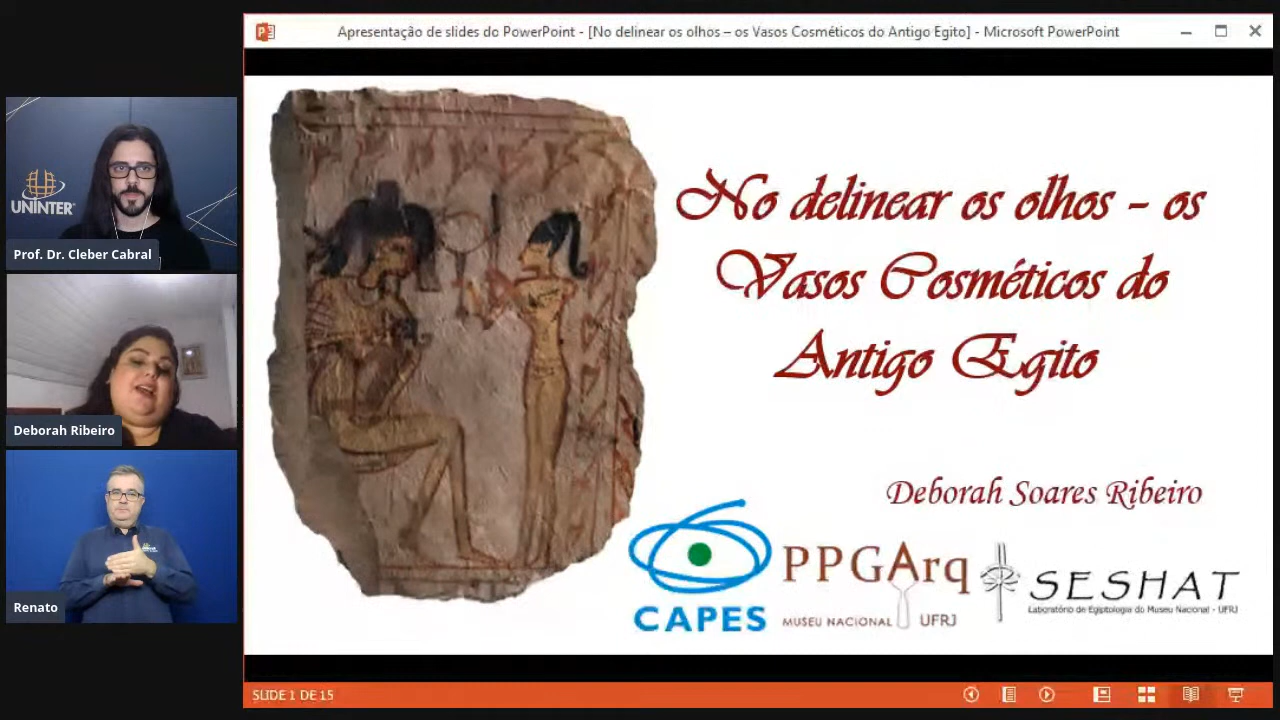 Apresentação de slides do PowerPoint - [No delinear os olhos – os Vasos Cosméticos do Antigo Egito] - Microsoft PowerPoint
UNINTER
Prof. Dr. Cleber Cabral
Deborah Ribeiro
Renato
No delinear os olhos – os
Vasos Cosméticos do
Antigo Egito
Deborah Soares Ribeiro
CAPES
PPGArq
MUSEU NACIONAL UFRJ
SESHAT
Laboratório de Egiptologia do Museu Nacional - UFRJ
SLIDE 1 DE 15